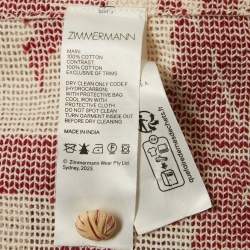 ZIMMERMANN
MAIN:
100% COTTON
CONTRAST
100% COTTON
EXCLUSIVE OF TRIMS
DRY CLEAN ONLY CODE F
(HYDROCARBON)
WITH PROTECTIVE BAG
COOL IRON WITH
PROTECTIVE CLOTH
DO NOT SPOT CLEAN
TURN GARMENT INSIDE OUT
BEFORE DRY CLEANING
MADE IN INDIA
© Zimmermann Wear Pty Ltd.
Sydney, 2023
quefairedemesdechets.fr